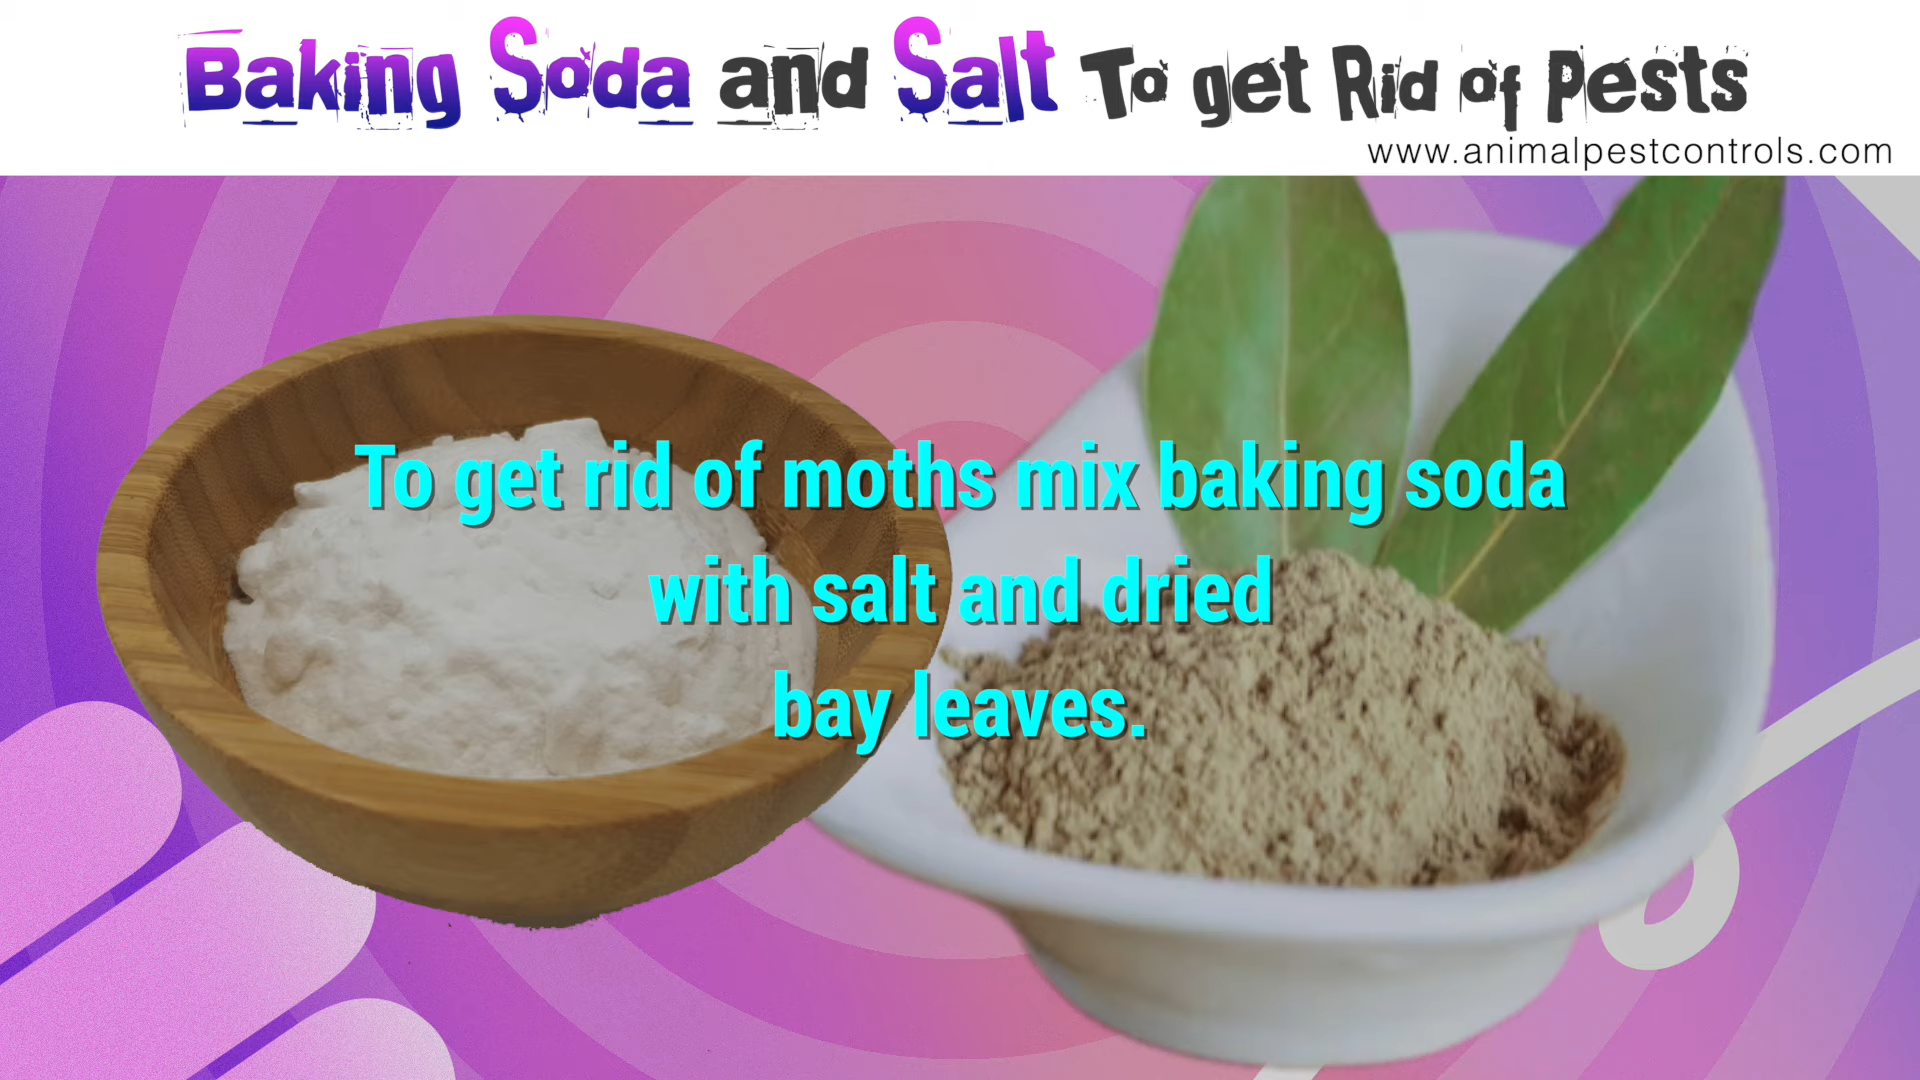 Baking Soda and Salt To get Rid of Pests
www.animalpestcontrols.com
To get rid of moths mix baking soda
with salt and dried
bay leaves.